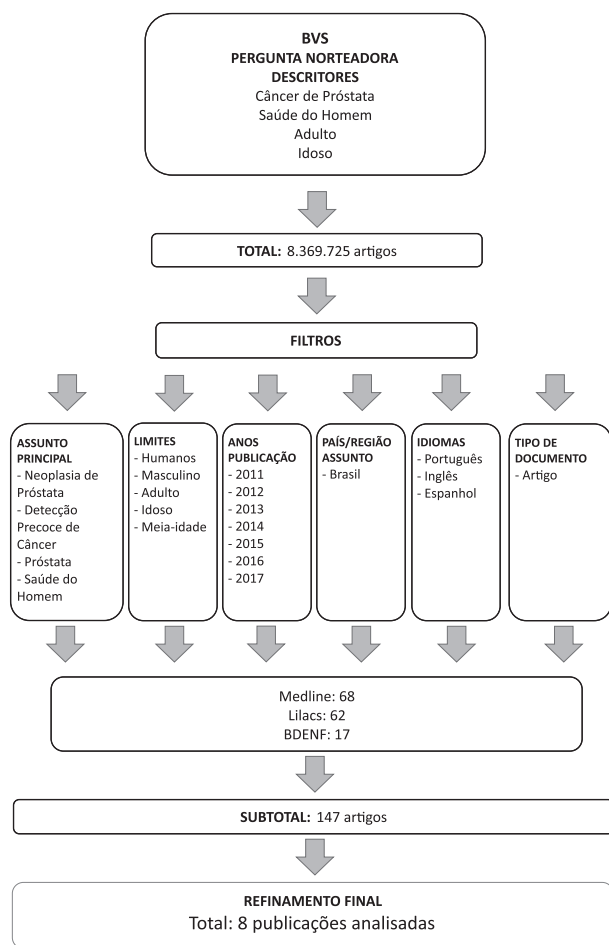 BVS
PERGUNTA NORTEADORA
DESCRITORES
Câncer de Próstata
Saúde do Homem
Adulto
Idoso
TOTAL: 8.369.725 artigos
FILTROS
ASSUNTO
PRINCIPAL
- Neoplasia de
Próstata
- Detecção
Precoce de
Câncer
- Próstata
- Saúde do
Homem
LIMITES
- Humanos
- Masculino
- Adulto
- Idoso
- Meia-idade
ANOS
PUBLICAÇÃO
- 2011
- 2012
- 2013
- 2014
- 2015
- 2016
- 2017
PAÍS/REGIÃO
ASSUNTO
- Brasil
IDIOMAS
- Português
- Inglês
- Espanhol
TIPO DE
DOCUMENTO
- Artigo
Medline: 68
Lilacs: 62
BDENF: 17
SUBTOTAL: 147 artigos
REFINAMENTO FINAL
Total: 8 publicações analisadas